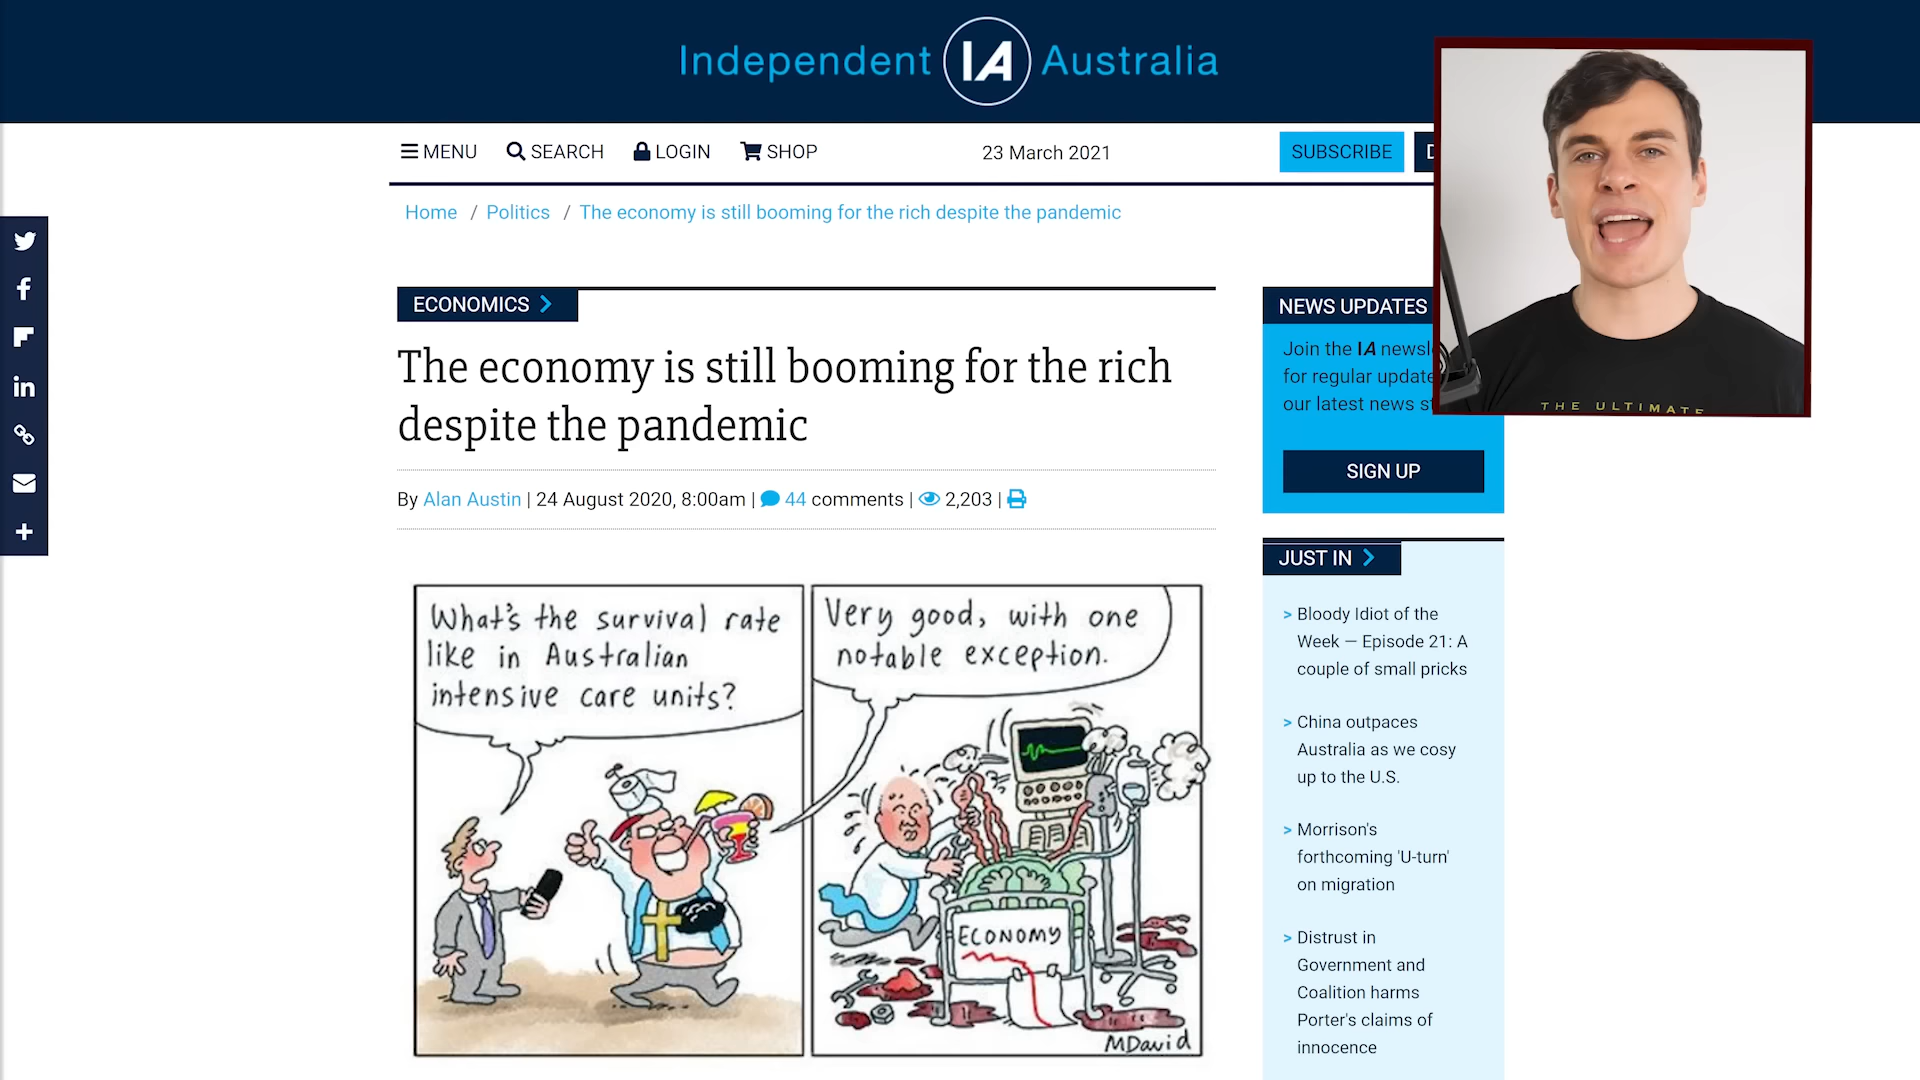 Independent IA Australia
MENU SEARCH LOGIN SHOP 23 March 2021 SUBSCRIBE
Home / Politics / The economy is still booming for the rich despite the pandemic
ECONOMICS
The economy is still booming for the rich
despite the pandemic
By Alan Austin | 24 August 2020, 8:00am | 44 comments | 2,203 |
What's the survival rate
like in Australian
intensive care units?
Very good, with one
notable exception.
ECONOMY
MDavid
NEWS UPDATES
Join the IA newsl
for regular update
our latest news st
SIGN UP
JUST IN
> Bloody Idiot of the
Week — Episode 21: A
couple of small pricks
> China outpaces
Australia as we cosy
up to the U.S.
> Morrison's
forthcoming 'U-turn'
on migration
> Distrust in
Government and
Coalition harms
Porter's claims of
innocence
THE ULTIMATE